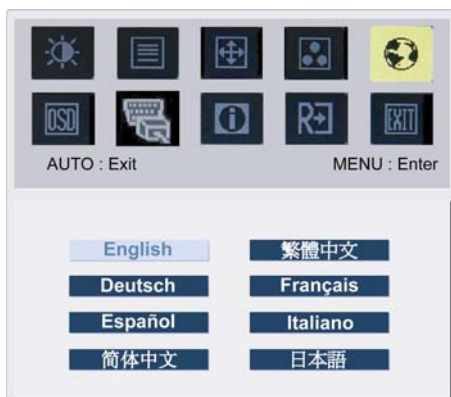 OSD
i
R
EXIT
AUTO : Exit MENU : Enter
English 繁體中文
Deutsch Français
Español Italiano
简体中文 日本語